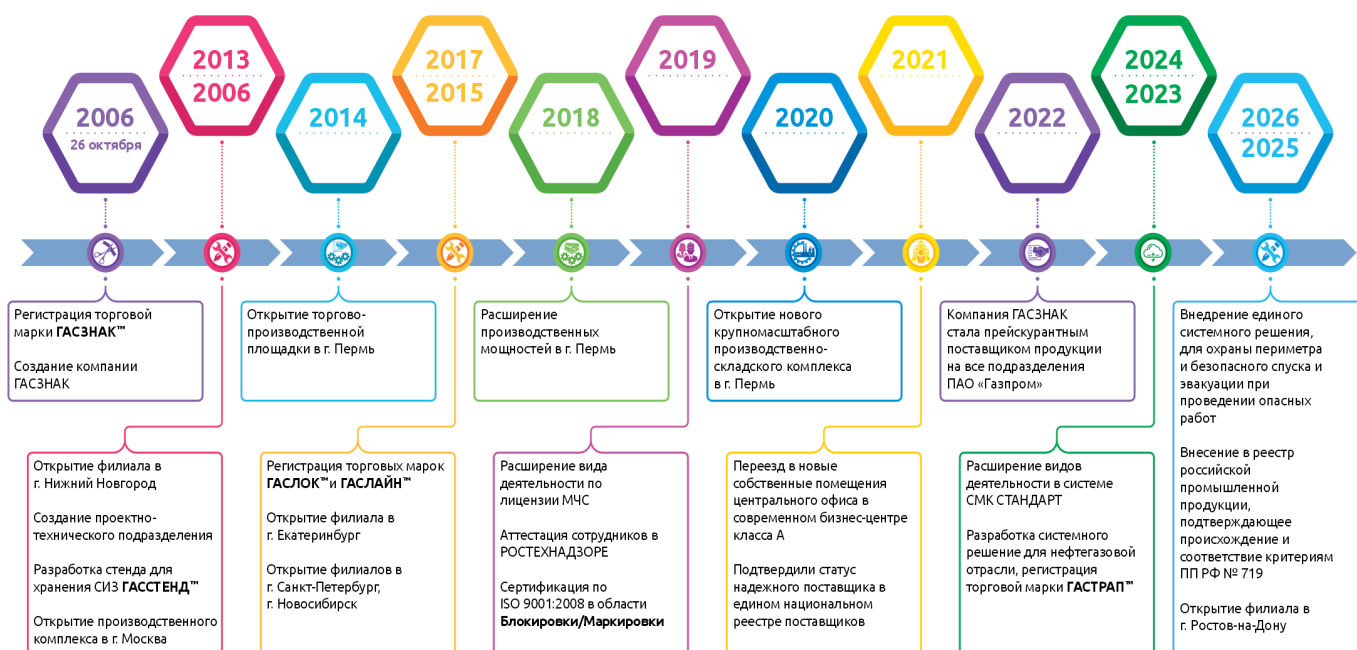 2006
26 октября
2013
2006
2014
2017
2015
2018
2019
2020
2021
2022
2024
2023
2026
2025
Регистрация торговой
марки ГАСЗНАК™
Создание компании
ГАСЗНАК
Открытие филиала в
г. Нижний Новгород
Создание проектно-
технического подразделения
Разработка стенда для
хранения СИЗ ГАССТЕНД™
Открытие производственного
комплекса в г. Москва
Открытие торгово-
производственной
площадки в г. Пермь
Регистрация торговых марок
ГАСЛОК™и ГАСЛАЙН™
Открытие филиала в
г. Екатеринбург
Открытие филиалов в
г. Санкт-Петербург,
г. Новосибирск
Расширение
производственных
мощностей в г. Пермь
Расширение вида
деятельности по
лицензии МЧС
Аттестация сотрудников в
РОСТЕХНАДЗОРЕ
Сертификация по
ISO 9001:2008 в области
Блокировки/Маркировки
Открытие нового
крупномасштабного
производственно-
складского комплекса
в г. Пермь
Переезд в новые
собственные помещения
центрального офиса в
современном бизнес-центре
класса А
Подтвердили статус
надежного поставщика в
едином национальном
реестре поставщиков
Компания ГАСЗНАК
стала прейскурантным
поставщиком продукции
на все подразделения
ПАО «Газпром»
Расширение видов
деятельности в системе
СМК СТАНДАРТ
Разработка системного
решение для нефтегазовой
отрасли, регистрация
торговой марки ГАСТРАП™
Внедрение единого
системного решения,
для охраны периметра
и безопасного спуска и
эвакуации при
проведении опасных
работ
Внесение в реестр
российской
промышленной
продукции,
подтверждающее
происхождение и
соответствие критериям
ПП РФ № 719
Открытие филиала в
г. Ростов-на-Дону